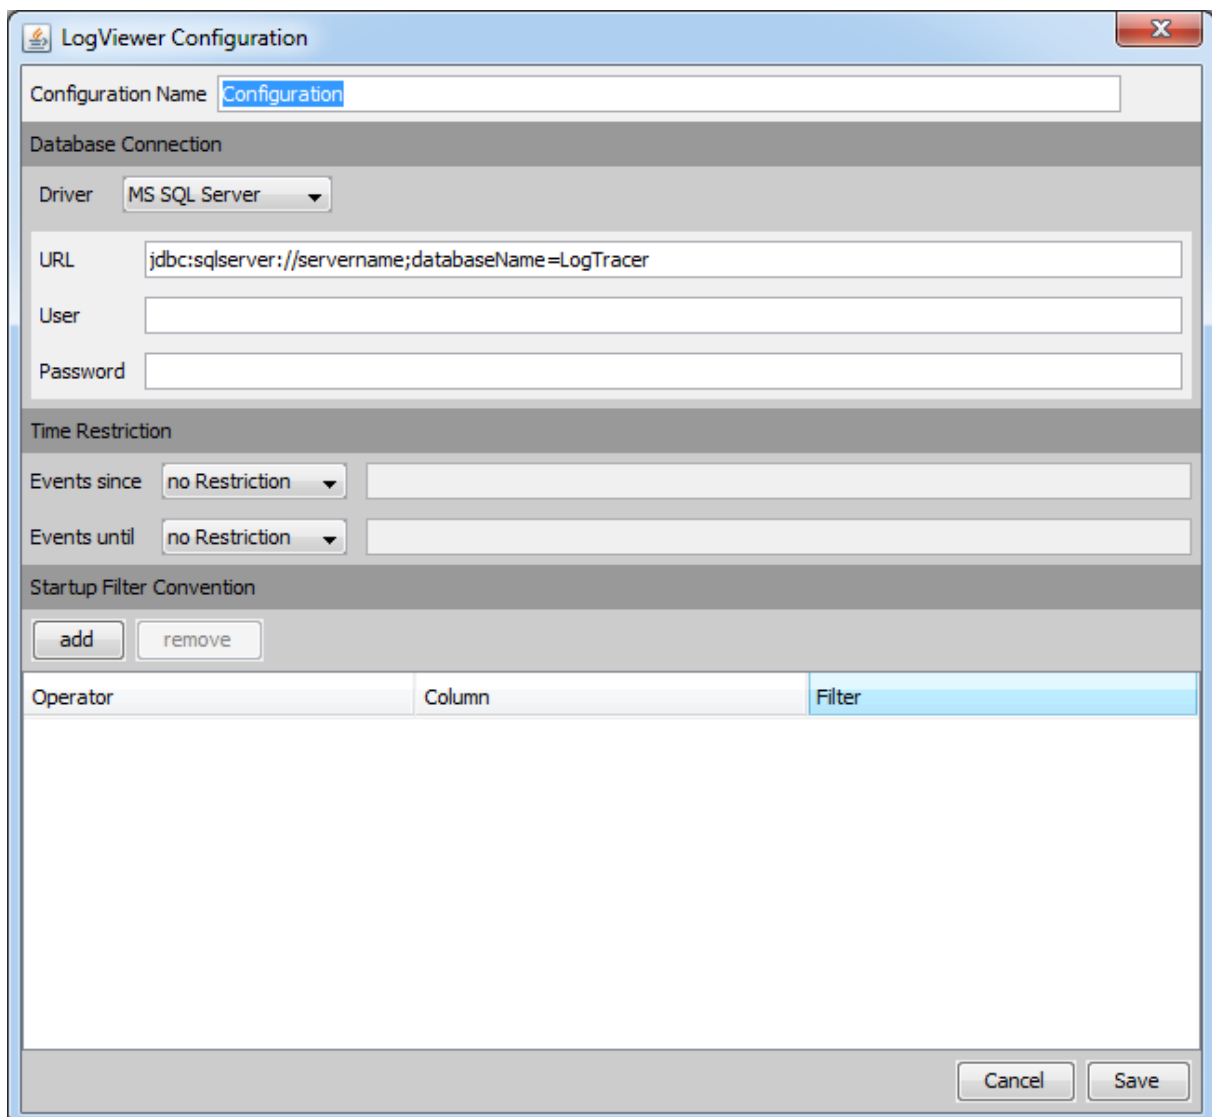 LogViewer Configuration
Configuration Name Configuration
Database Connection
Driver MS SQL Server
URL jdbc:sqlserver://servername;databaseName=LogTracer
User
Password
Time Restriction
Events since no Restriction
Events until no Restriction
Startup Filter Convention
add remove
Operator Column Filter
Cancel Save